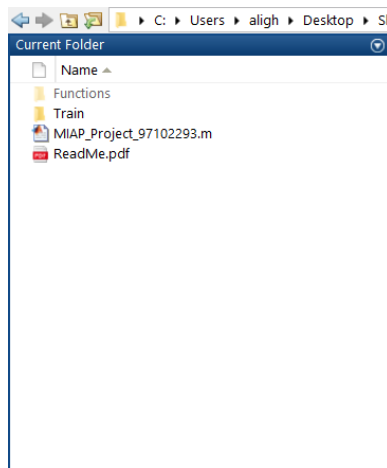 C: Users aligh Desktop
Current Folder
Name
Functions
Train
MIAP_Project_97102293.m
ReadMe.pdf